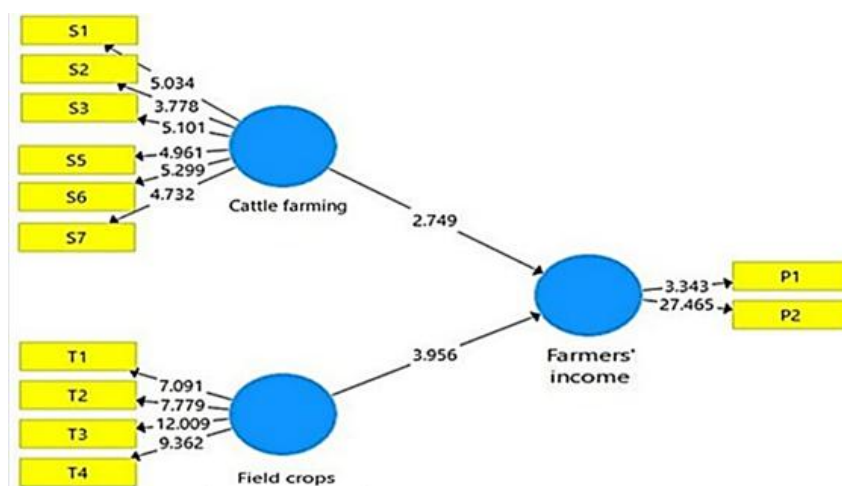 S1
S2
S3
S5
S6
S7
5.034
3.778
5.101
4.961
5.299
4.732
Cattle farming
2.749
3.956
T1
T2
T3
T4
7.091
7.779
12.009
9.362
Field crops
Farmers'
income
3.343
27.465
P1
P2